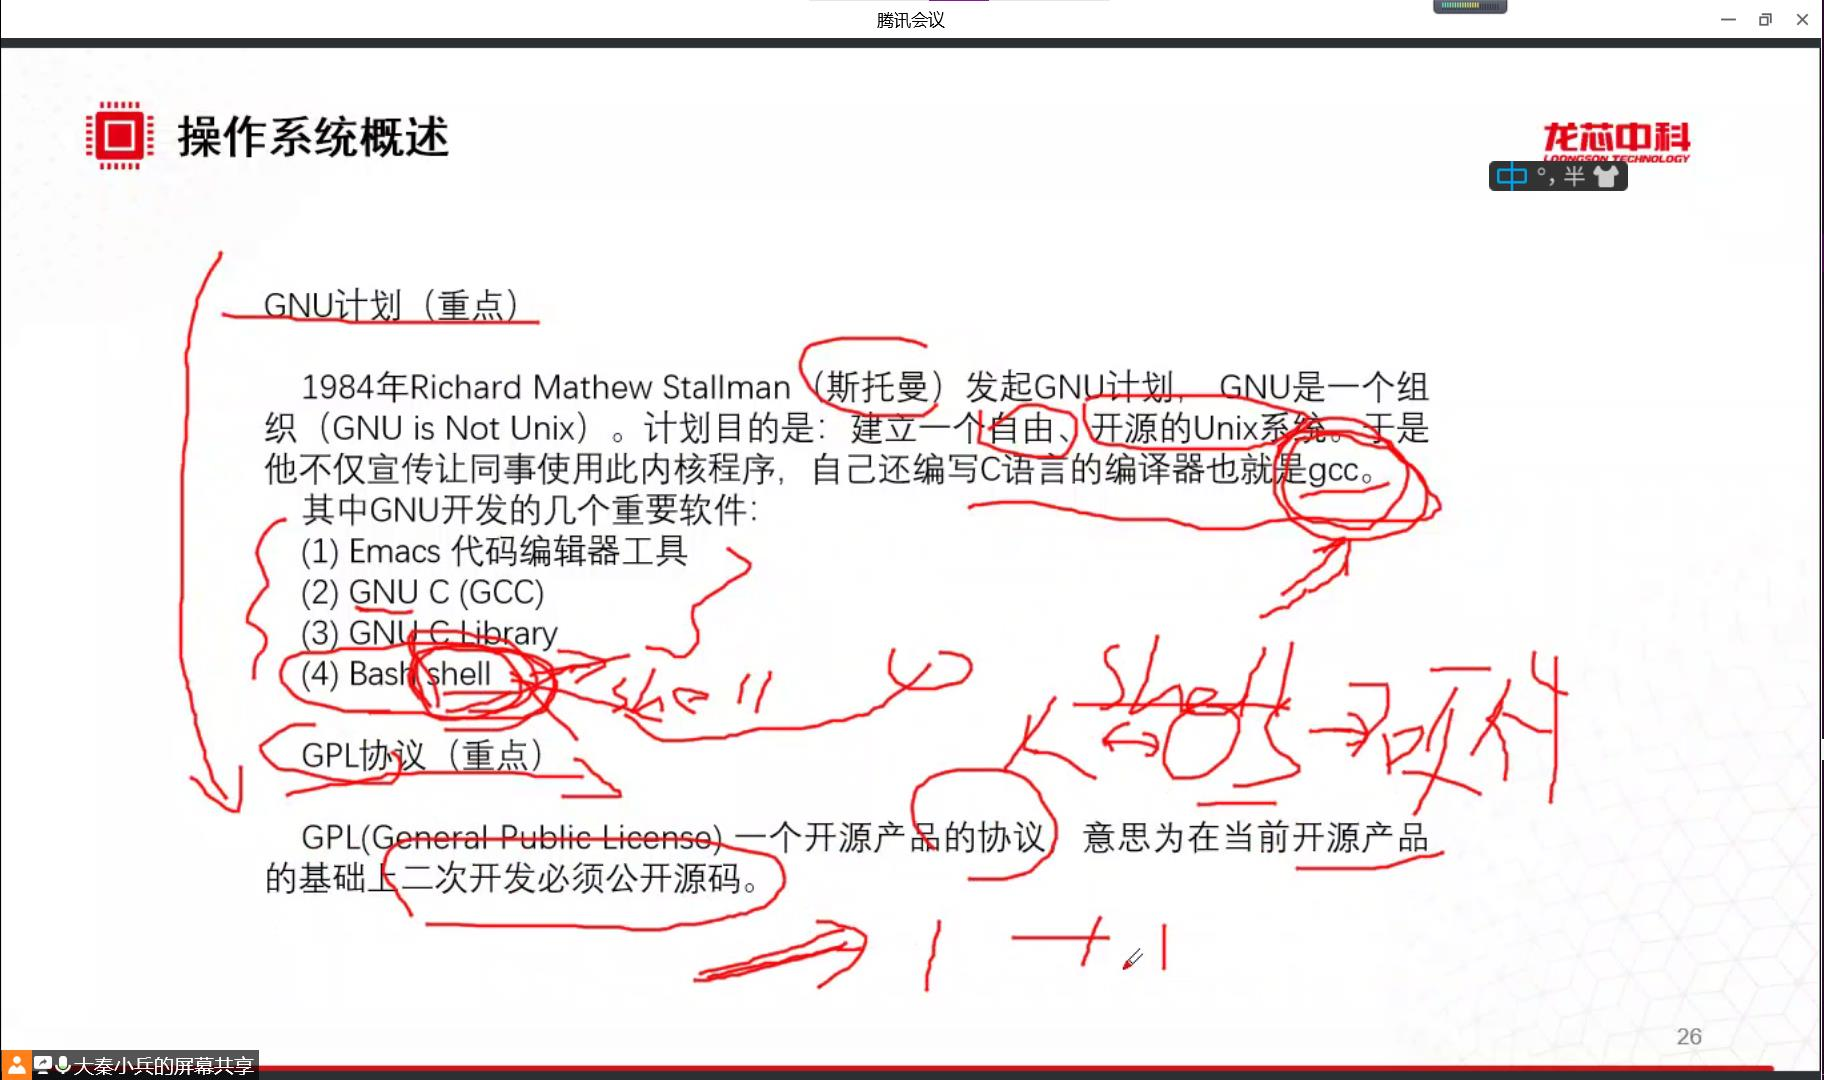 腾讯会议
操作系统概述
龙芯中科
LOONGSON TECHNOLOGY
中 °, 半
GNU计划（重点）
1984年Richard Mathew Stallman（斯托曼）发起GNU计划， GNU是一个组
织（GNU is Not Unix）。计划目的是：建立一个自由、开源的Unix系统。于是
他不仅宣传让同事使用此内核程序，自己还编写C语言的编译器也就是gcc。
其中GNU开发的几个重要软件：
(1) Emacs 代码编辑器工具
(2) GNU C (GCC)
(3) GNU C Library
(4) Bash shell
shell
shell
K OS
GPL协议（重点）
GPL(General Public License) 一个开源产品的协议，意思为在当前开源产品
的基础上二次开发必须公开源码。
1 + 1
26
大秦小兵的屏幕共享